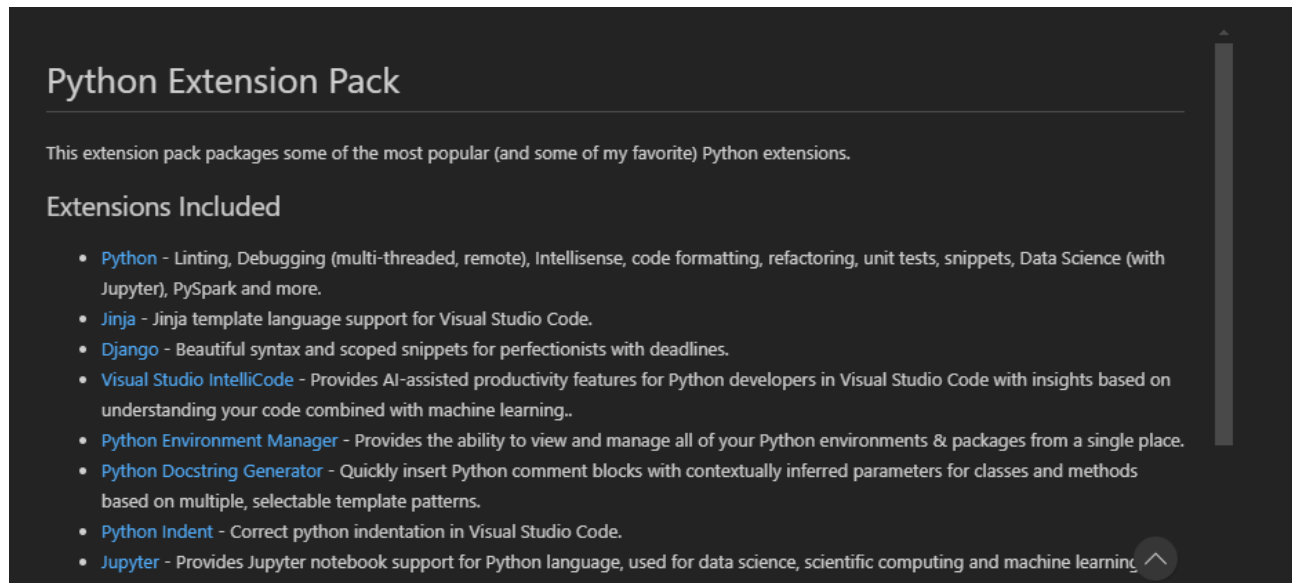 Python Extension Pack
This extension pack packages some of the most popular (and some of my favorite) Python extensions.
Extensions Included
• Python - Linting, Debugging (multi-threaded, remote), Intellisense, code formatting, refactoring, unit tests, snippets, Data Science (with
Jupyter), PySpark and more.
• Jinja - Jinja template language support for Visual Studio Code.
• Django - Beautiful syntax and scoped snippets for perfectionists with deadlines.
• Visual Studio IntelliCode - Provides AI-assisted productivity features for Python developers in Visual Studio Code with insights based on
understanding your code combined with machine learning..
• Python Environment Manager - Provides the ability to view and manage all of your Python environments & packages from a single place.
• Python Docstring Generator - Quickly insert Python comment blocks with contextually inferred parameters for classes and methods
based on multiple, selectable template patterns.
• Python Indent - Correct python indentation in Visual Studio Code.
• Jupyter - Provides Jupyter notebook support for Python language, used for data science, scientific computing and machine learning